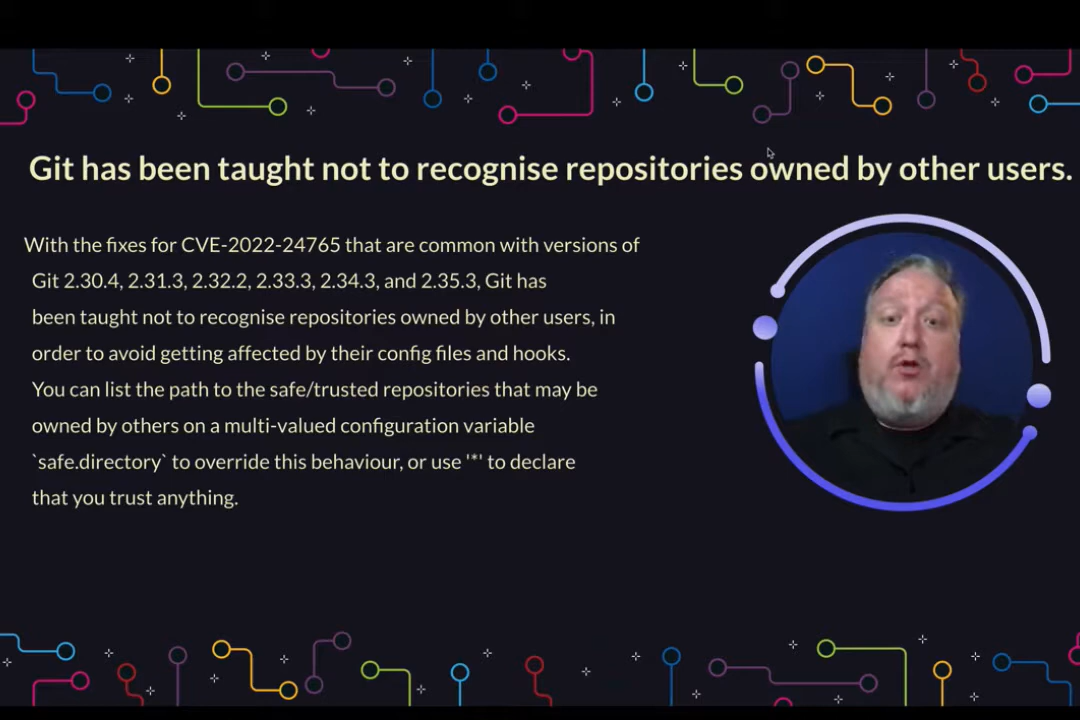 Git has been taught not to recognise repositories owned by other users.
With the fixes for CVE-2022-24765 that are common with versions of
Git 2.30.4, 2.31.3, 2.32.2, 2.33.3, 2.34.3, and 2.35.3, Git has
been taught not to recognise repositories owned by other users, in
order to avoid getting affected by their config files and hooks.
You can list the path to the safe/trusted repositories that may be
owned by others on a multi-valued configuration variable
`safe.directory` to override this behaviour, or use '*' to declare
that you trust anything.